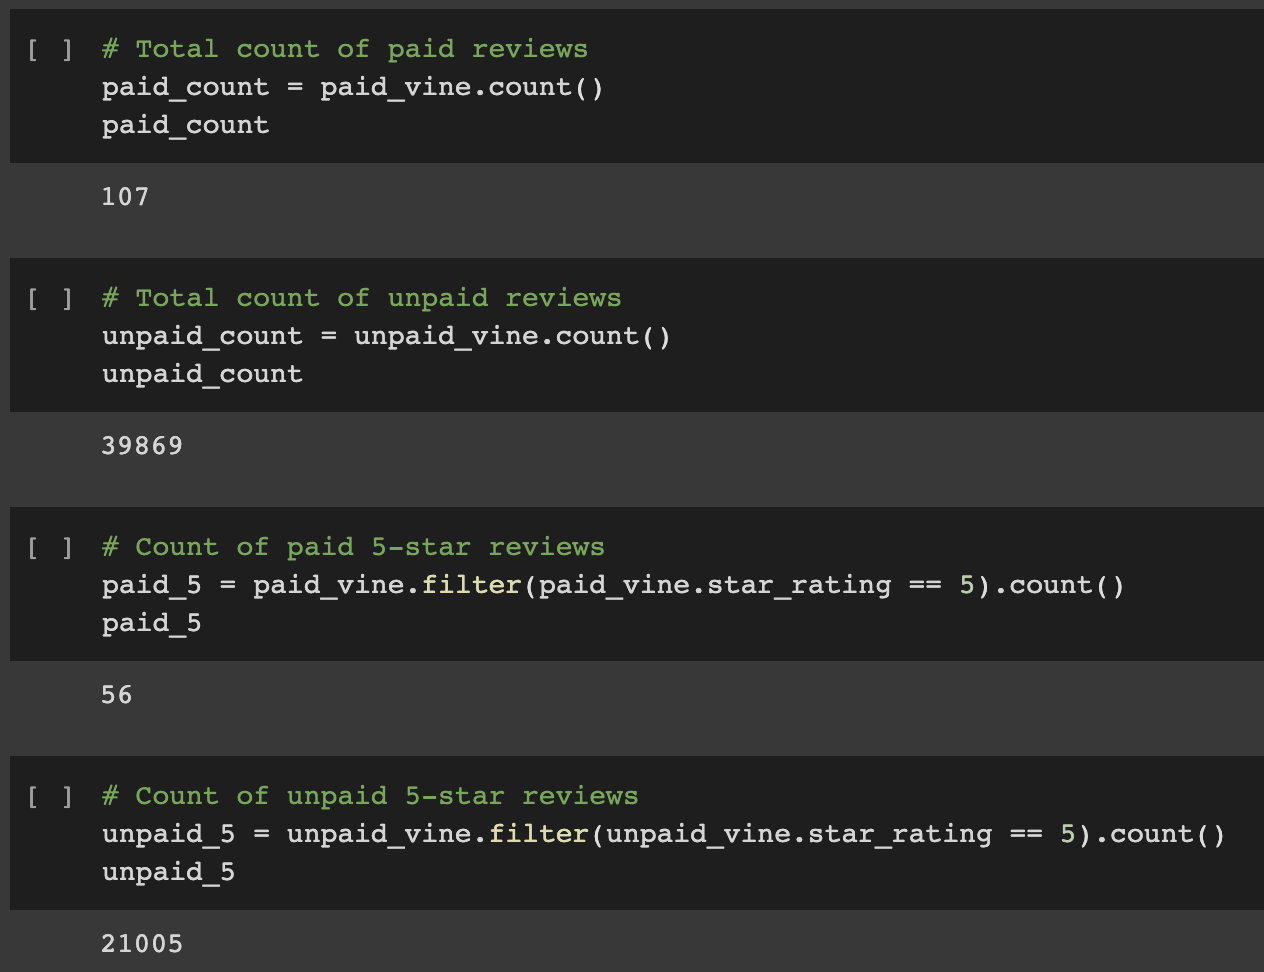 [ ] # Total count of paid reviews
paid_count = paid_vine.count()
paid_count
107
[ ] # Total count of unpaid reviews
unpaid_count = unpaid_vine.count()
unpaid_count
39869
[ ] # Count of paid 5-star reviews
paid_5 = paid_vine.filter(paid_vine.star_rating == 5).count()
paid_5
56
[ ] # Count of unpaid 5-star reviews
unpaid_5 = unpaid_vine.filter(unpaid_vine.star_rating == 5).count()
unpaid_5
21005